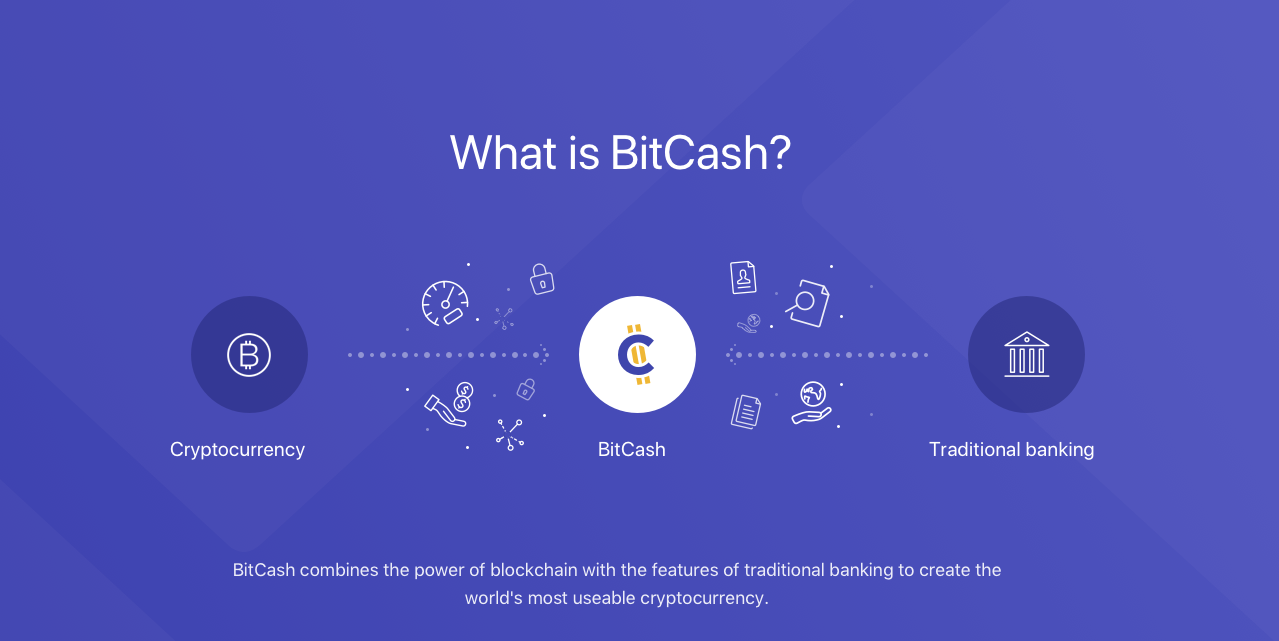 What is BitCash?
Cryptocurrency
BitCash
Traditional banking
BitCash combines the power of blockchain with the features of traditional banking to create the
world's most useable cryptocurrency.